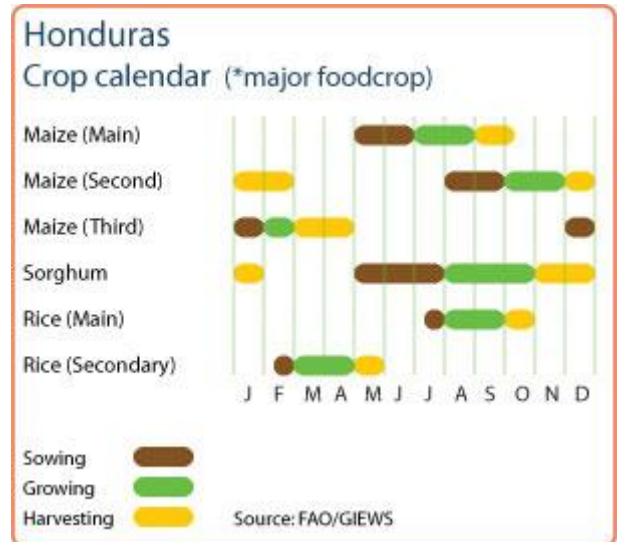 Honduras
Crop calendar (*major foodcrop)
Maize (Main)
Maize (Second)
Maize (Third)
Sorghum
Rice (Main)
Rice (Secondary)
J F M A M J J A S O N D
Sowing
Growing
Harvesting Source: FAO/GIEWS